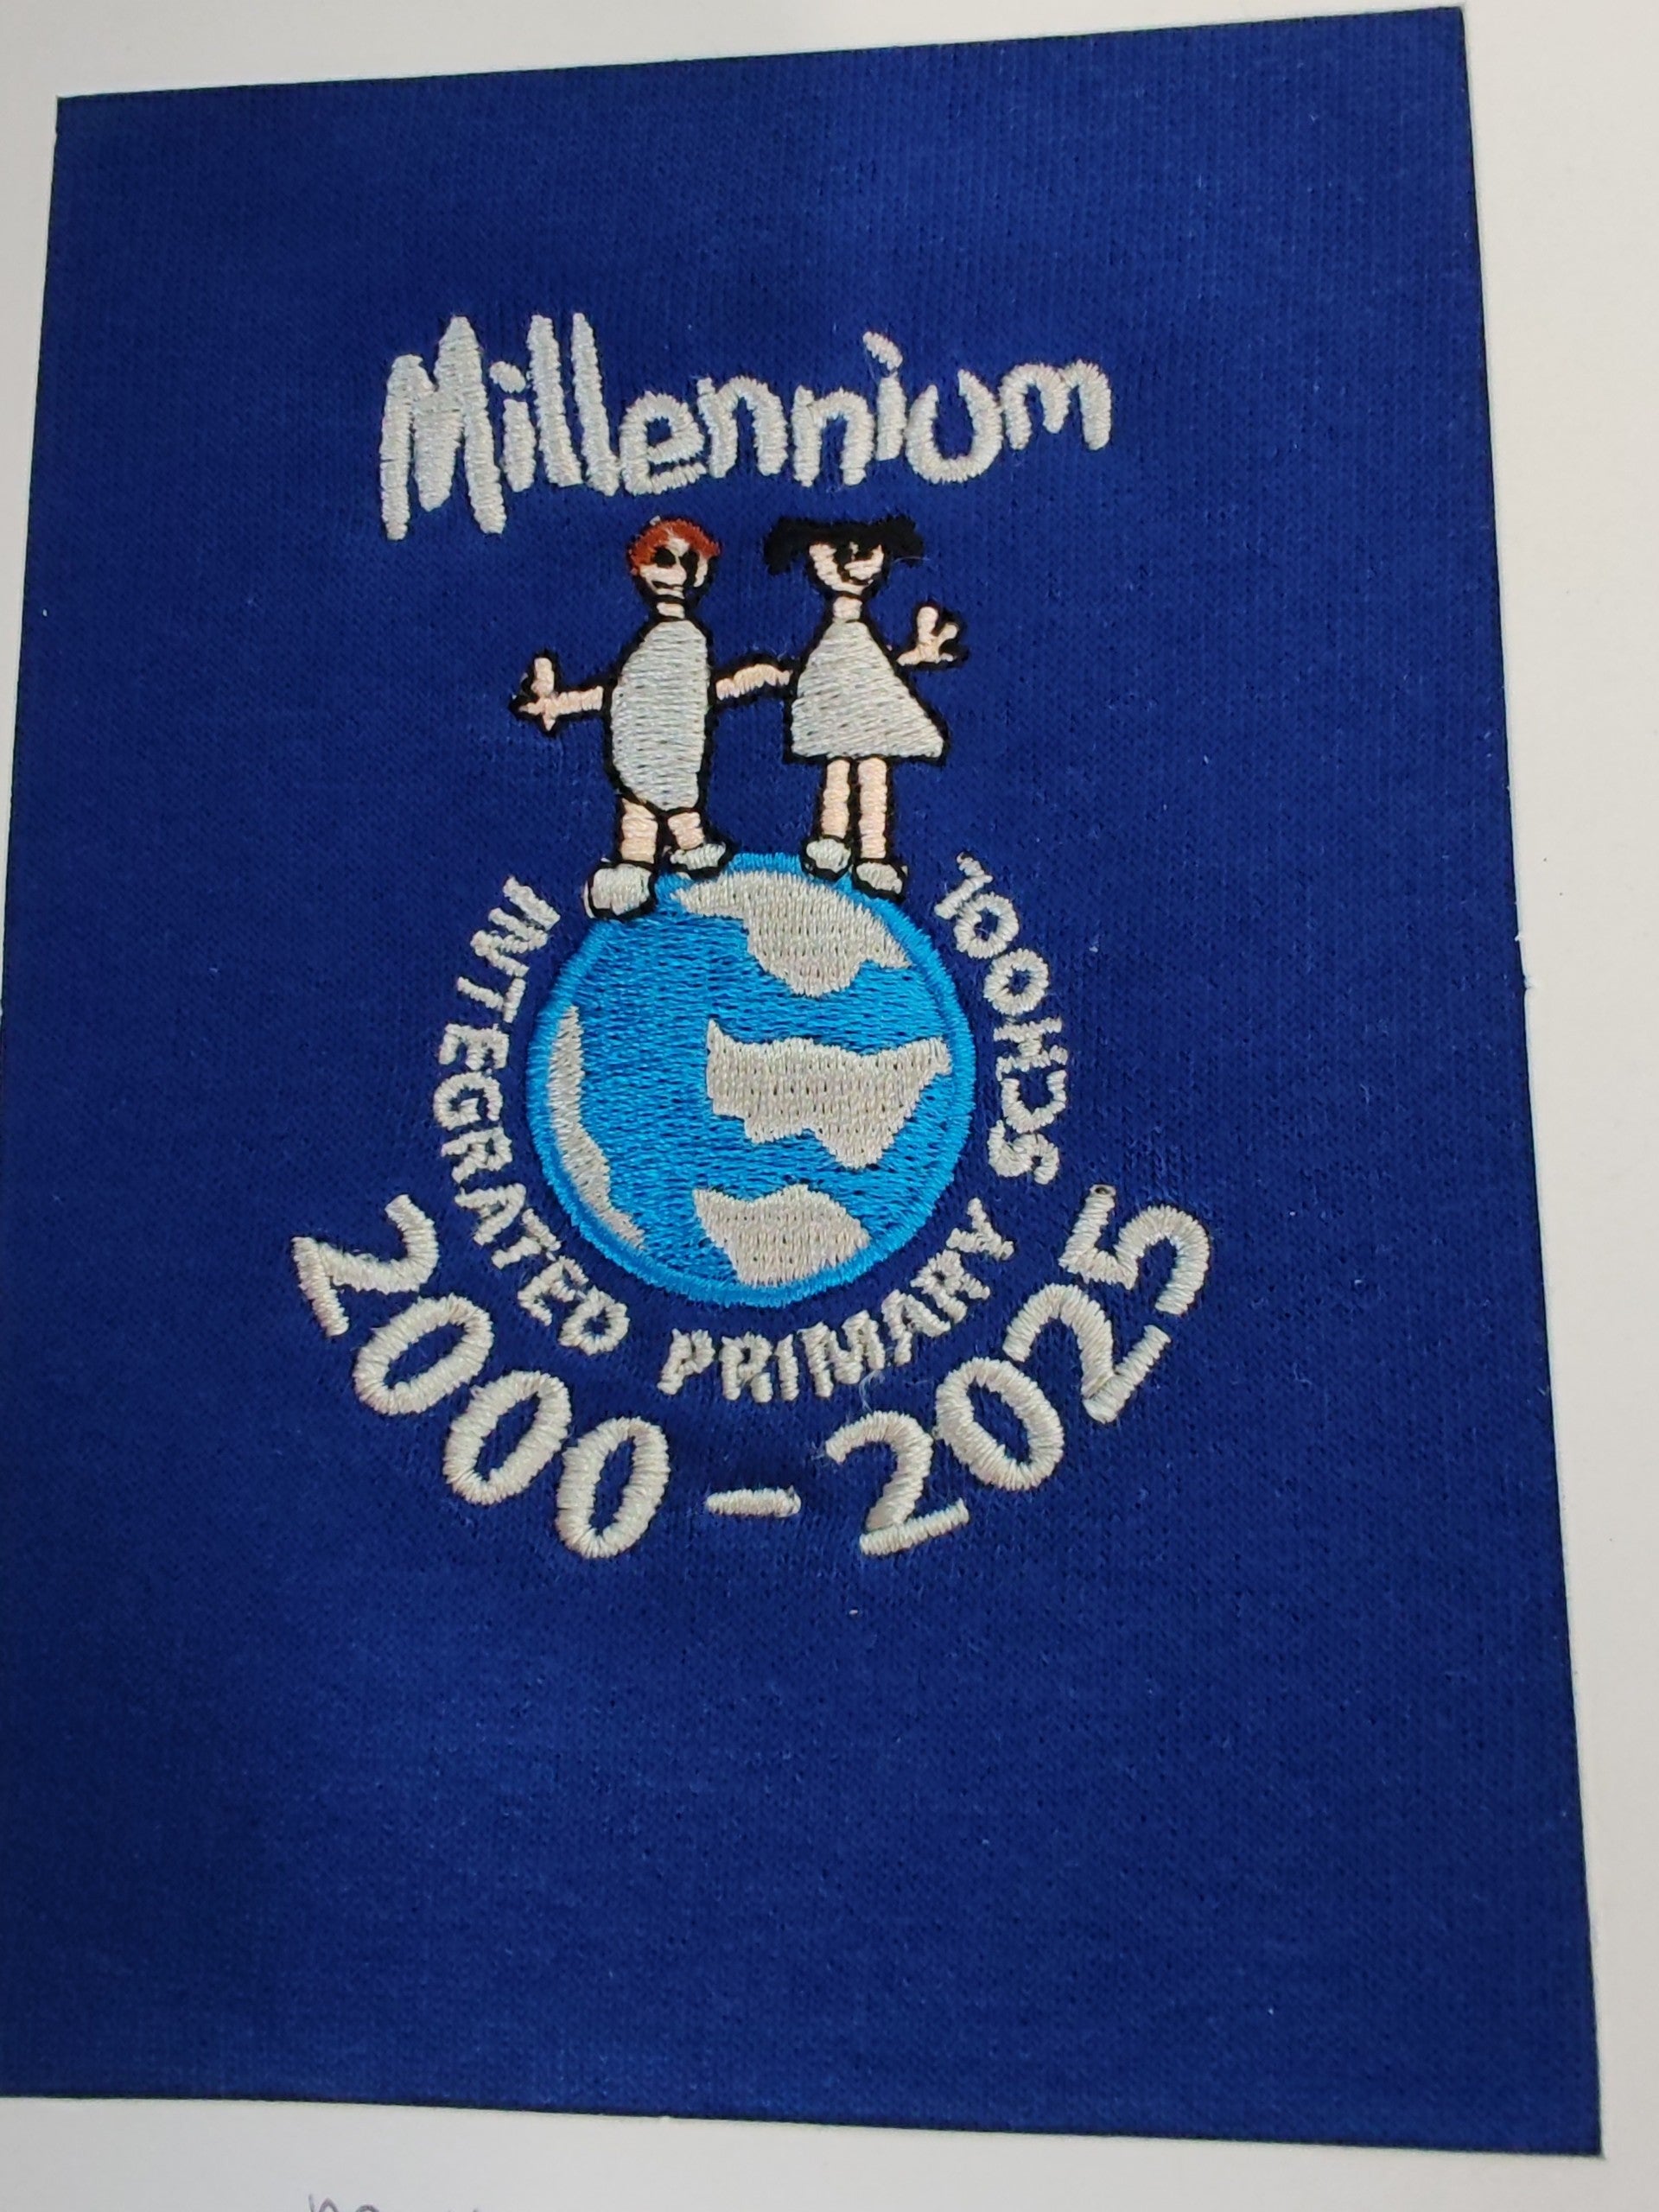 Millennium
INTEGRATED PRIMARY SCHOOL
2000 - 2025